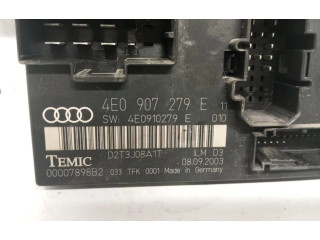 4E0 907 279 E 11
SW: 4E0910279 E 010
D2T3J08A1T LM D3
TEMIC 08.09.2003
00007898B2 033 TFK 0001 Made in Germany